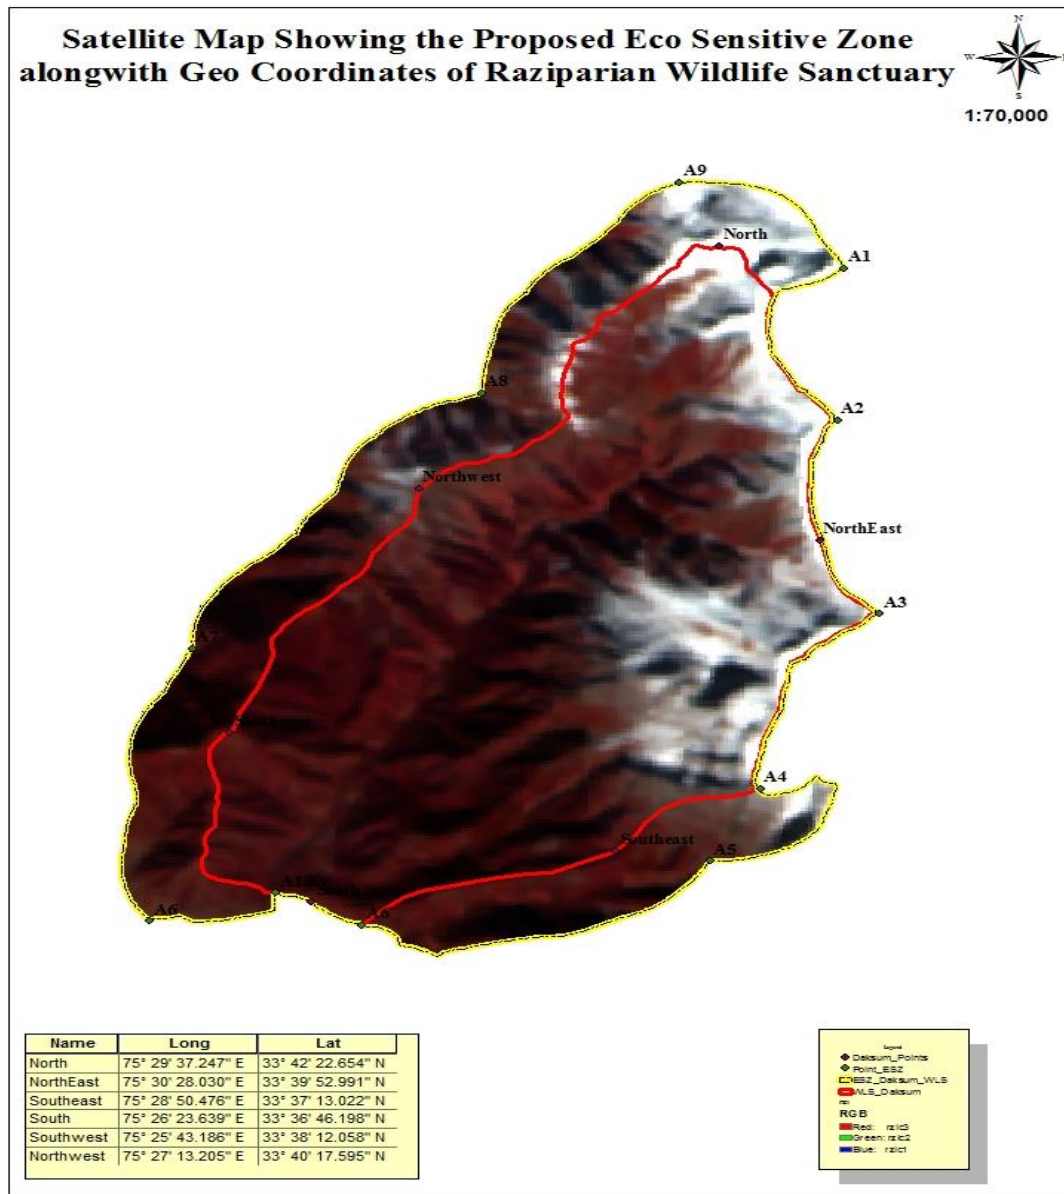 Satellite Map Showing the Proposed Eco Sensitive Zone
alongwith Geo Coordinates of Raziparian Wildlife Sanctuary
N
W
S
1:70,000
A9
North
A1
A8
A2
Northwest
NorthEast
A3
A7
Southwest
A4
Southeast
A5
A10
A6
A6
Name Long Lat
North 75° 29' 37.247" E 33° 42' 22.654" N
NorthEast 75° 30' 28.030" E 33° 39' 52.991" N
Southeast 75° 28' 50.476" E 33° 37' 13.022" N
South 75° 26' 23.639" E 33° 36' 46.198" N
Southwest 75° 25' 43.186" E 33° 38' 12.058" N
Northwest 75° 27' 13.205" E 33° 40' 17.595" N
Legend
Daksum_Points
Point_ESZ
ESZ_Daksum_WLS
WLS_Daksum
RGB
Red: rzlc3
Green: rzlc2
Blue: rzlc1